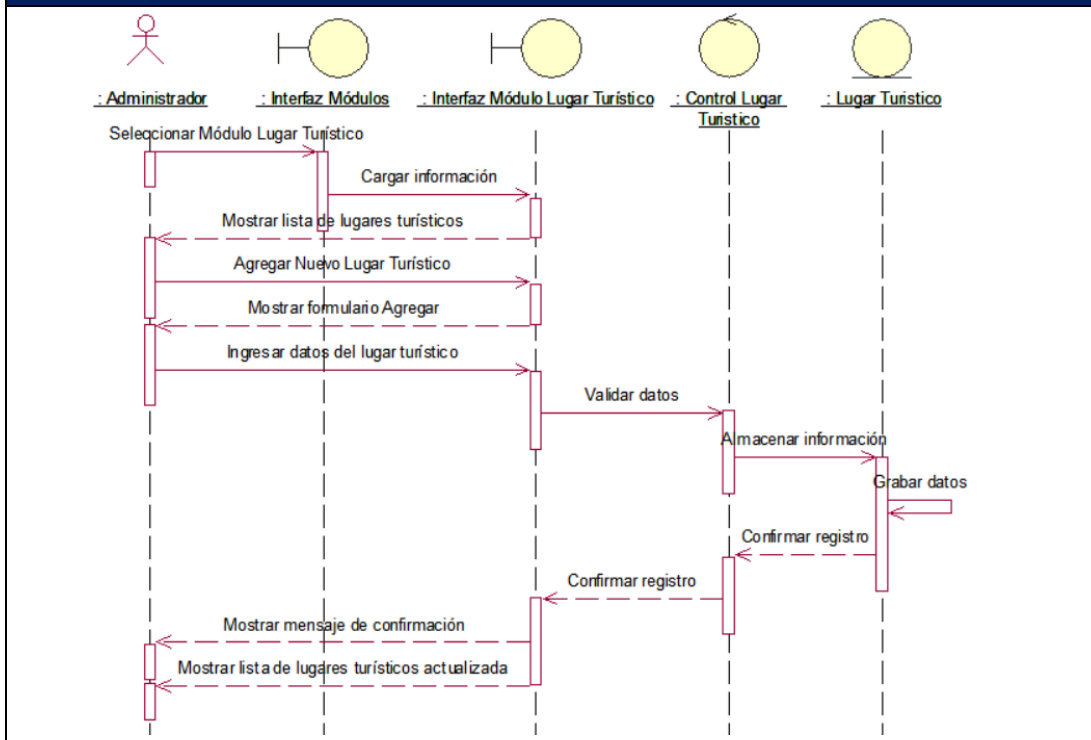 : Administrador
: Interfaz Módulos
: Interfaz Módulo Lugar Turístico
: Control Lugar
Turistico
: Lugar Turistico
Seleccionar Módulo Lugar Turístico
Cargar información
Mostrar lista de lugares turísticos
Agregar Nuevo Lugar Turístico
Mostrar formulario Agregar
Ingresar datos del lugar turístico
Validar datos
Almacenar información
Grabar datos
Confirmar registro
Confirmar registro
Mostrar mensaje de confirmación
Mostrar lista de lugares turísticos actualizada